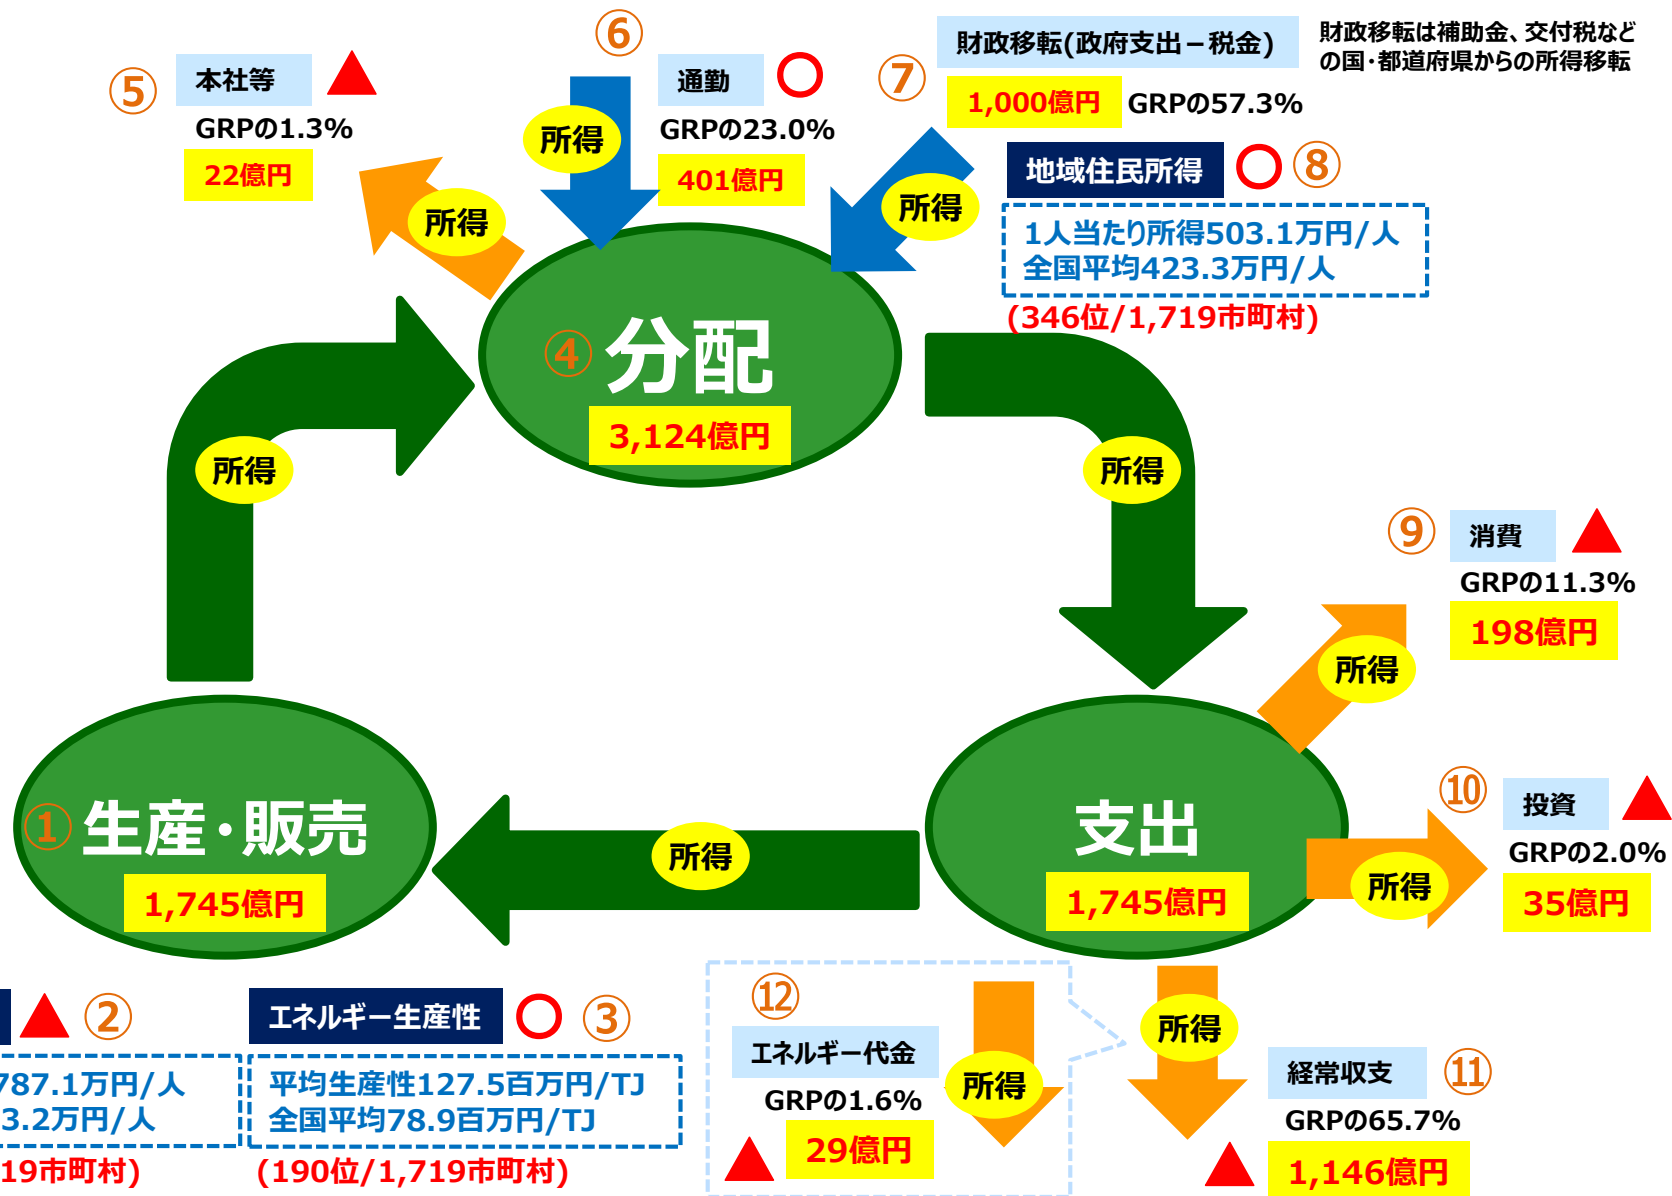 ⑤
本社等
GRPの1.3%
22億円
所得
⑥
通勤
GRPの23.0%
401億円
所得
⑦
財政移転(政府支出－税金)
1,000億円 GRPの57.3%
財政移転は補助金、交付税など
の国・都道府県からの所得移転
所得
地域住民所得
⑧
1人当たり所得503.1万円/人
全国平均423.3万円/人
(346位/1,719市町村)
④
分配
3,124億円
所得
所得
⑨
消費
GRPの11.3%
198億円
所得
①
生産・販売
1,745億円
所得
支出
1,745億円
⑩
投資
GRPの2.0%
35億円
所得
②
787.1万円/人
3.2万円/人
19市町村)
エネルギー生産性
③
平均生産性127.5百万円/TJ
全国平均78.9百万円/TJ
(190位/1,719市町村)
⑫
エネルギー代金
GRPの1.6%
29億円
所得
所得
経常収支
⑪
GRPの65.7%
1,146億円